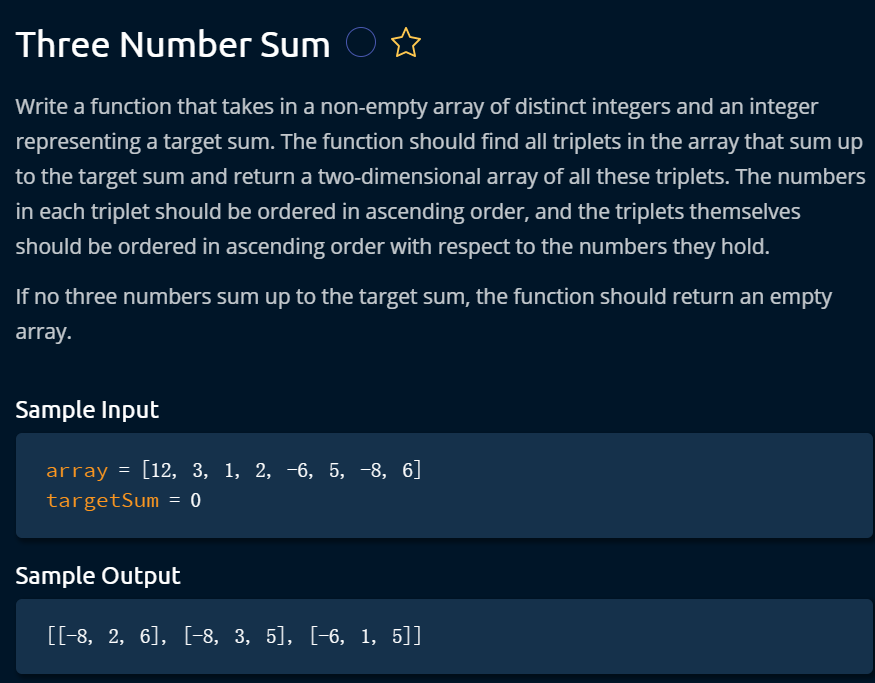 Three Number Sum
Write a function that takes in a non-empty array of distinct integers and an integer
representing a target sum. The function should find all triplets in the array that sum up
to the target sum and return a two-dimensional array of all these triplets. The numbers
in each triplet should be ordered in ascending order, and the triplets themselves
should be ordered in ascending order with respect to the numbers they hold.
If no three numbers sum up to the target sum, the function should return an empty
array.
Sample Input
array = [12, 3, 1, 2, -6, 5, -8, 6]
targetSum = 0
Sample Output
[[-8, 2, 6], [-8, 3, 5], [-6, 1, 5]]